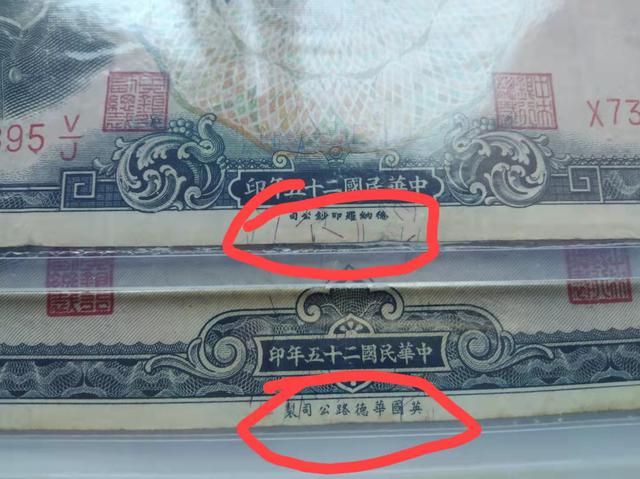 95 V/J
X73
中華民國二十五年印
德納羅印鈔公司
中華民國二十五年印
英國華德路公司製